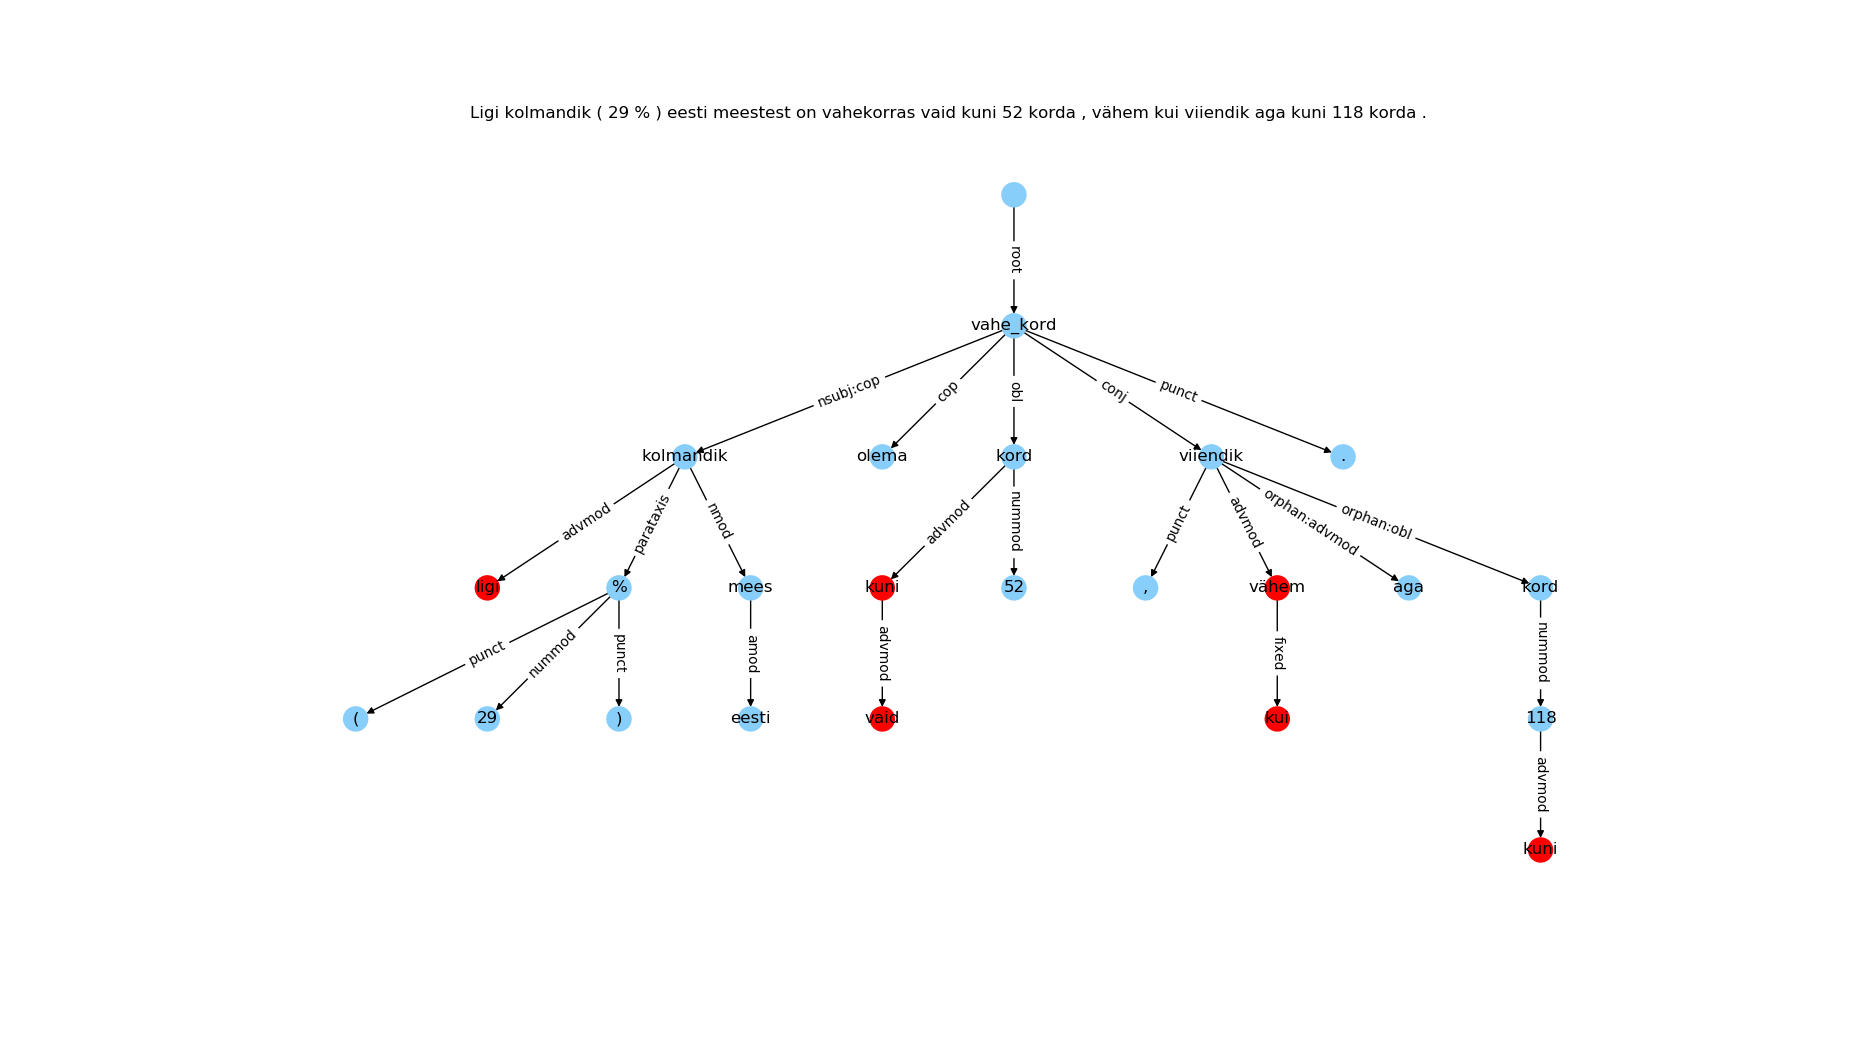 Ligi kolmandik ( 29 % ) eesti meestest on vahekorras vaid kuni 52 korda , vähem kui viiendik aga kuni 118 korda .
root
vahe_kord
nsubj:cop cop obl conj punct
kolmandik olema kord viiendik .
advmod parataxis nmod advmod nummod punct advmod orphan:advmod orphan:obl
ligi % mees kuni 52 , vähem aga kord
punct nummod punct amod advmod fixed nummod
( 29 ) eesti vaid kui 118
advmod
kuni